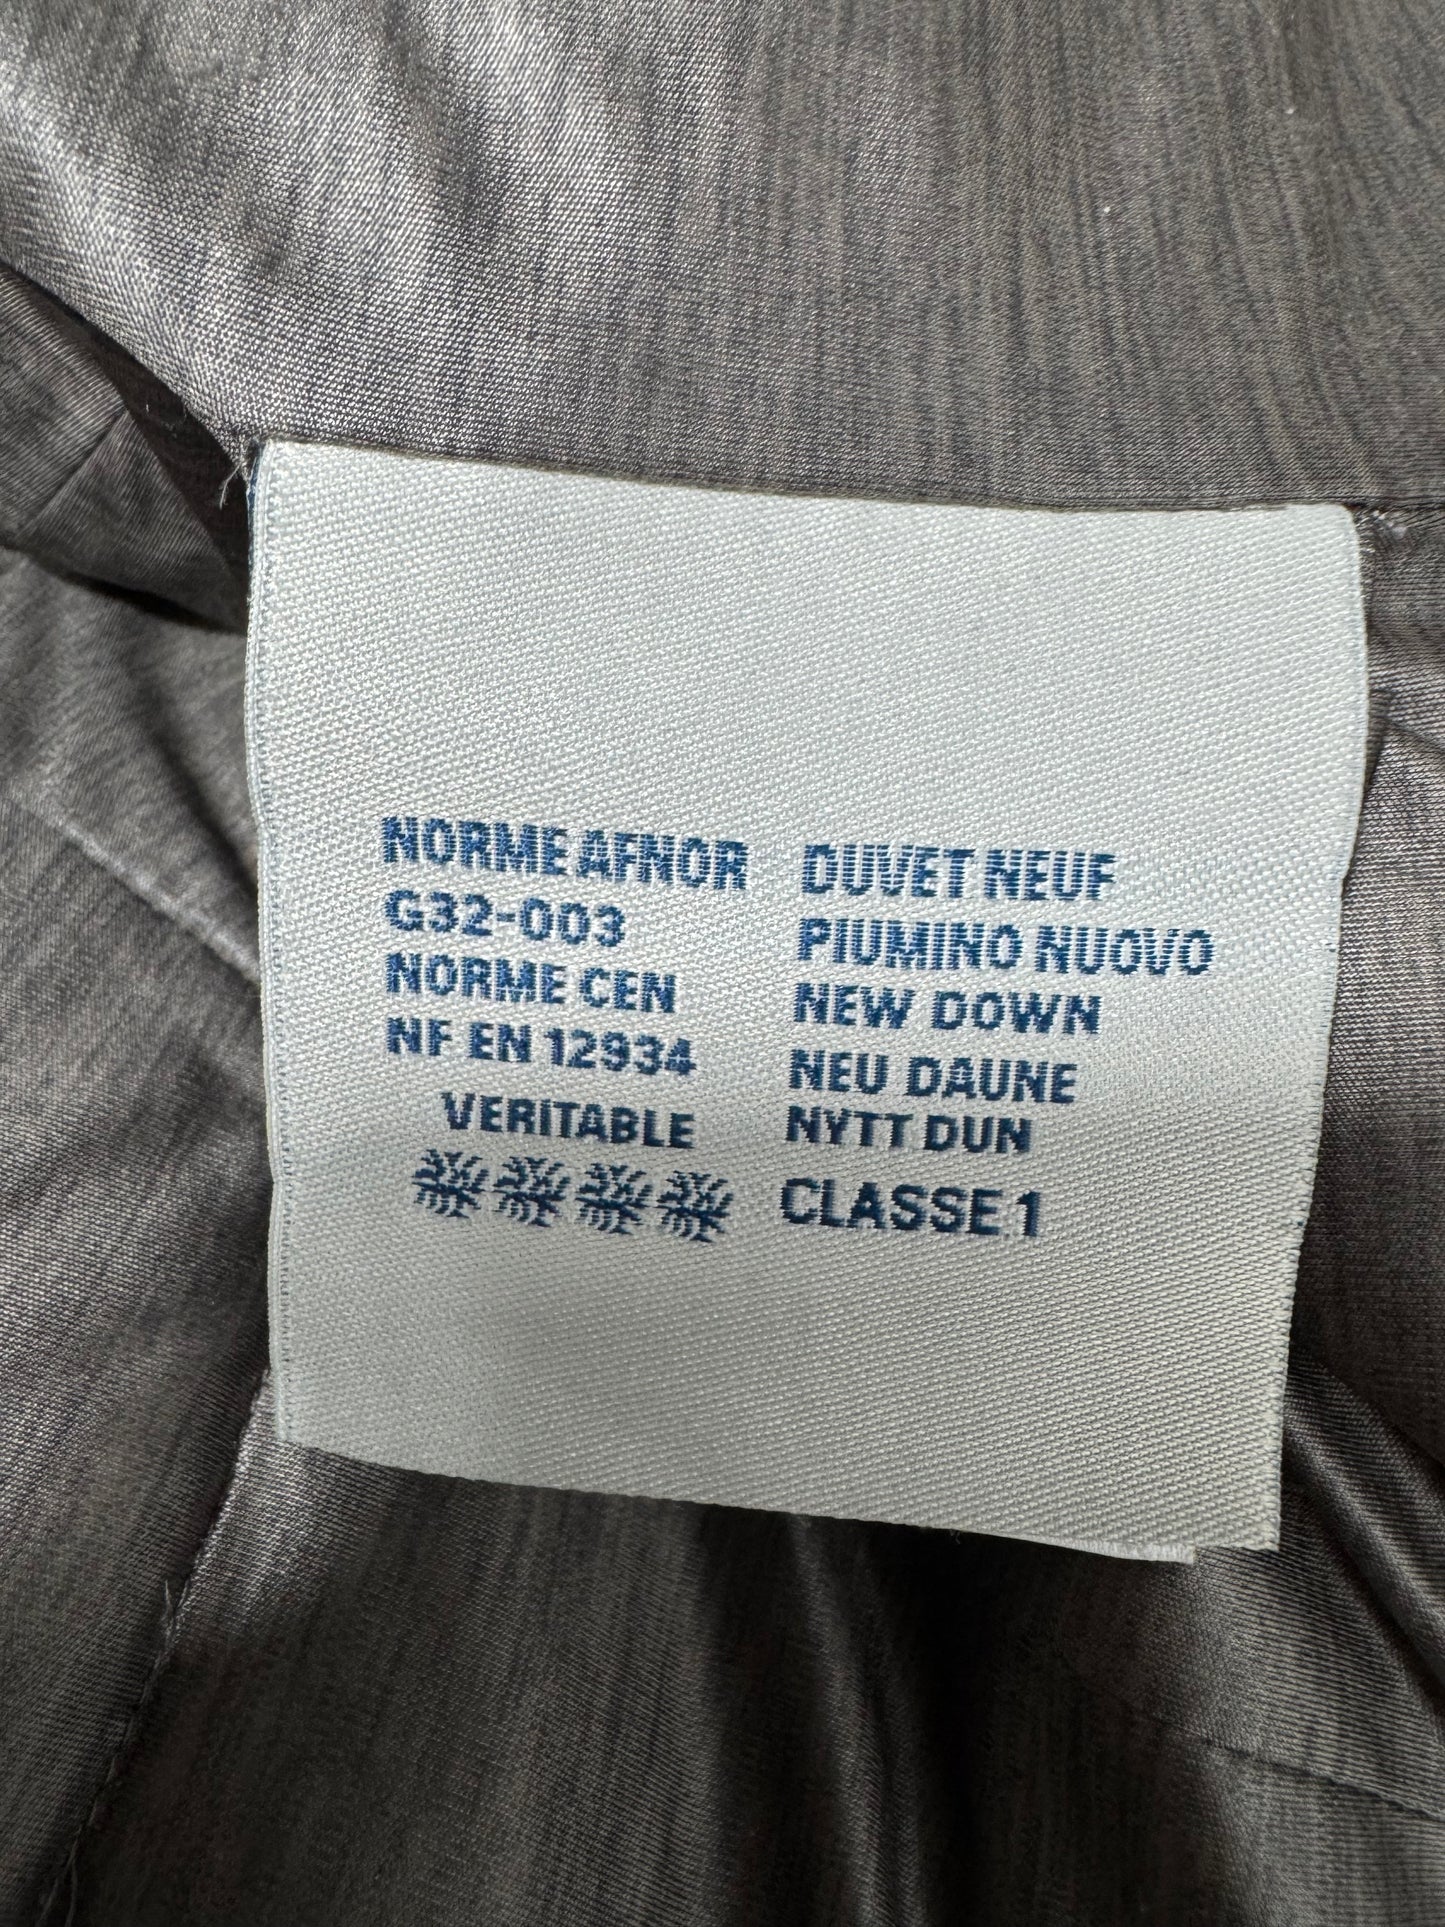 NORME AFNOR
G32-003
NORME CEN
NF EN 12934
VERITABLE
DUVET NEUF
PIUMINO NUOVO
NEW DOWN
NEU DAUNE
NYTT DUN
CLASSE.1